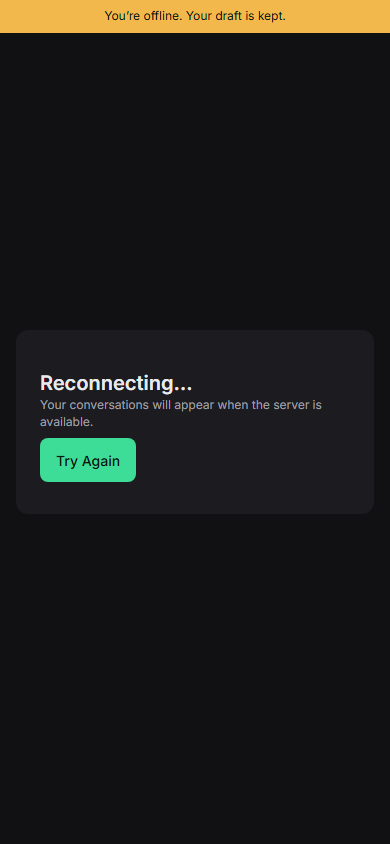 You’re offline. Your draft is kept.
Reconnecting…
Your conversations will appear when the server is
available.
Try Again